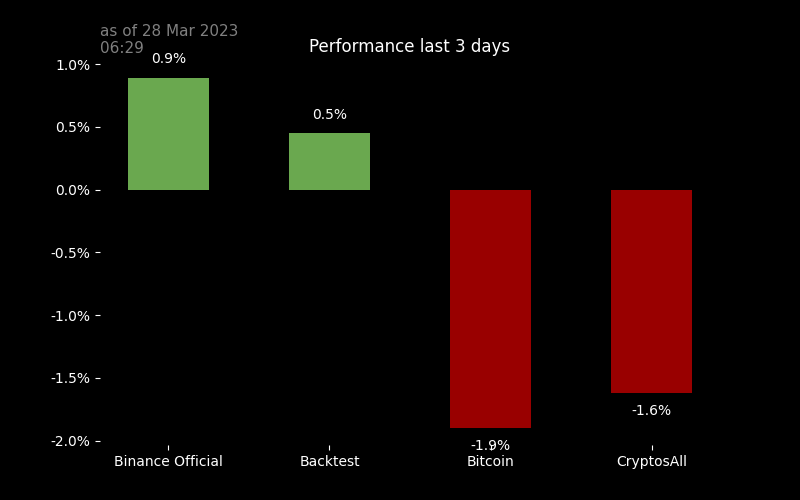 as of 28 Mar 2023
06:29
Performance last 3 days
1.0%
0.5%
0.0%
-0.5%
-1.0%
-1.5%
-2.0%
0.9%
0.5%
-1.9%
-1.6%
Binance Official
Backtest
Bitcoin
CryptosAll